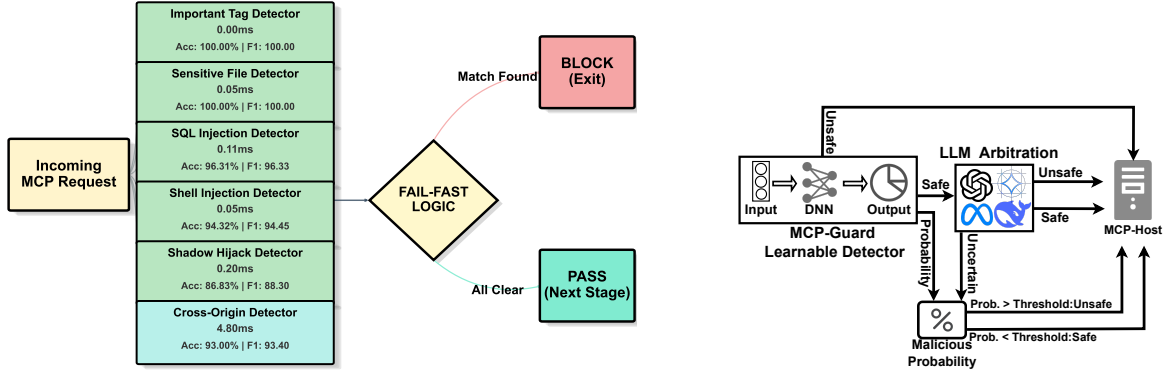 Incoming
MCP Request
Important Tag Detector
0.00ms
Acc: 100.00% | F1: 100.00
Sensitive File Detector
0.05ms
Acc: 100.00% | F1: 100.00
SQL Injection Detector
0.11ms
Acc: 96.31% | F1: 96.33
Shell Injection Detector
0.05ms
Acc: 94.32% | F1: 94.45
Shadow Hijack Detector
0.20ms
Acc: 86.83% | F1: 88.30
Cross-Origin Detector
4.80ms
Acc: 93.00% | F1: 93.40
FAIL-FAST
LOGIC
Match Found
BLOCK
(Exit)
All Clear
PASS
(Next Stage)
Unsafe
Input
DNN
Output
MCP-Guard
Learnable Detector
Safe
Probability
LLM Arbitration
Unsafe
Safe
Uncertain
MCP-Host
%
Malicious
Probability
Prob. > Threshold:Unsafe
Prob. < Threshold:Safe